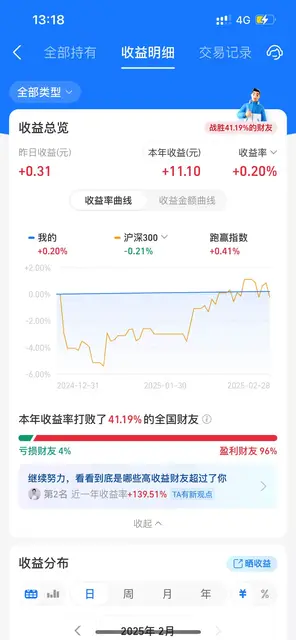 13:18
4G
全部持有
收益明细
交易记录
全部类型
收益总览
战胜41.19%的财友
昨日收益(元)
本年收益(元)
收益率
+0.31
+11.10
+0.20%
收益率曲线
收益金额曲线
我的
沪深300
跑赢指数
+0.20%
-0.21%
+0.41%
+2.00%
0.00%
-2.00%
-4.00%
-6.00%
2024-12-31
2025-01-30
2025-02-28
本年收益率打败了 41.19% 的全国财友
亏损财友 4%
盈利财友 96%
继续努力，看看到底是哪些高收益财友超过了你
第2名 近一年收益率+139.51% TA有新观点
收起
收益分布
晒收益
日
周
月
年
¥
%
2025年 2月